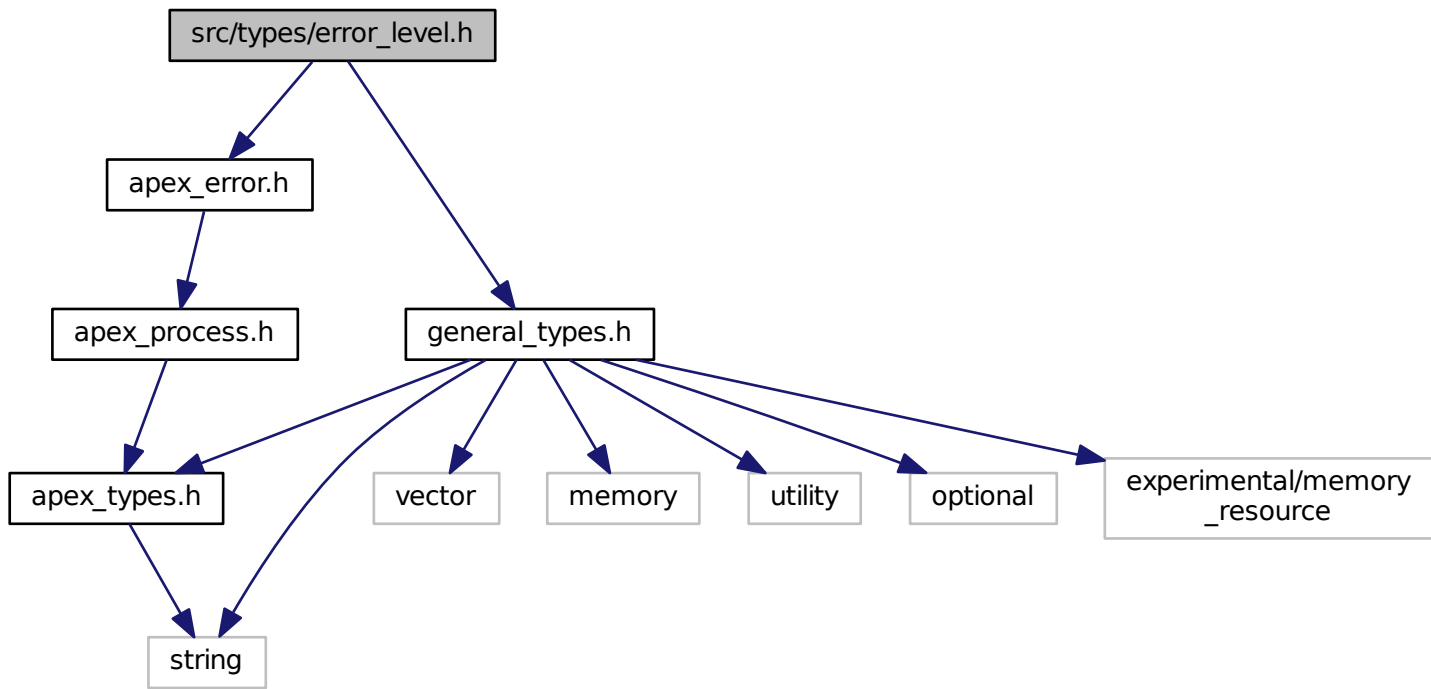 src/types/error_level.h
apex_error.h
apex_process.h
general_types.h
apex_types.h
vector
memory
utility
optional
experimental/memory
_resource
string